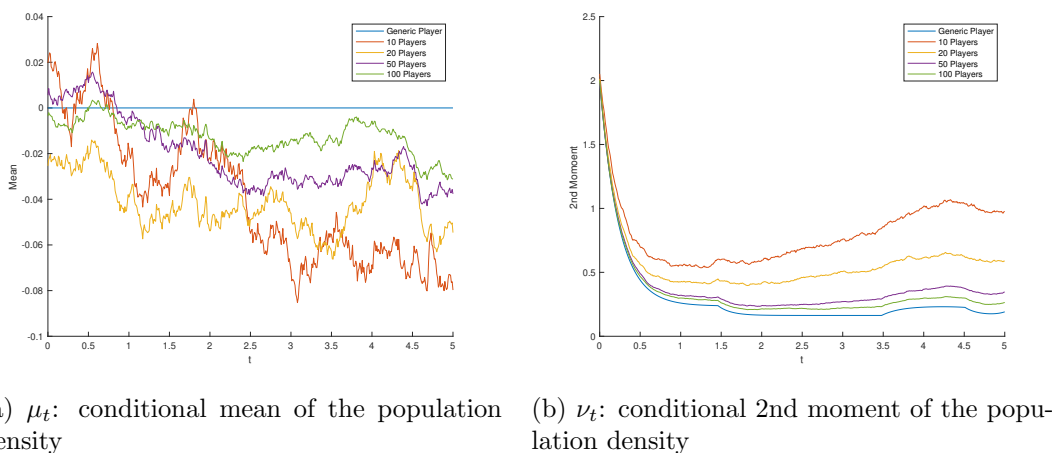 0.04
0.02
0
-0.02
-0.04
-0.06
-0.08
-0.1
Mean
0 0.5 1 1.5 2 2.5 3 3.5 4 4.5 5
t
Generic Player
10 Players
20 Players
50 Players
100 Players
2.5
2
1.5
1
0.5
0
2nd Moment
0 0.5 1 1.5 2 2.5 3 3.5 4 4.5 5
t
Generic Player
10 Players
20 Players
50 Players
100 Players
) μt: conditional mean of the population
ensity
(b) νt: conditional 2nd moment of the popu-
lation density